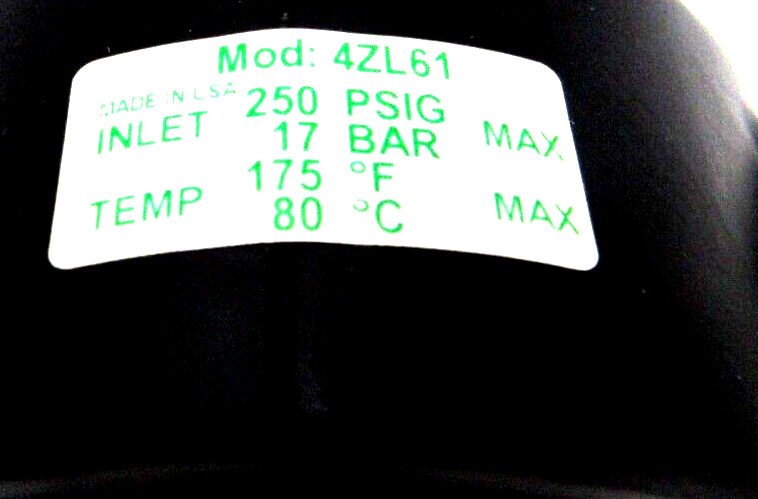 Mod: 4ZL61
MADE IN USA
250 PSIG
INLET 17 BAR MAX
175 °F
TEMP 80 °C MAX